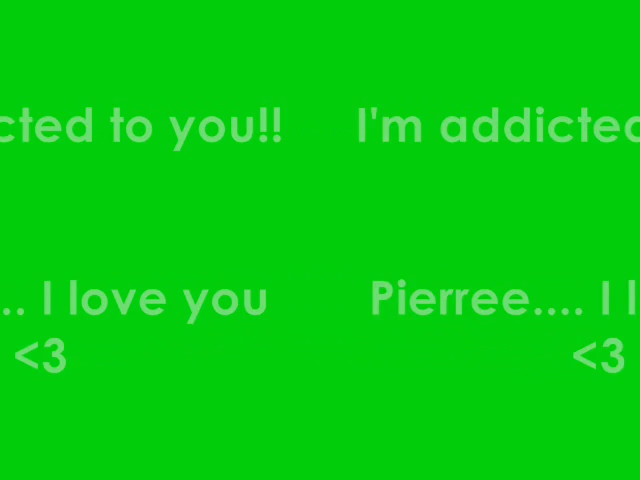 cted to you!! I'm addicted
.. I love you Pierree.... I l
<3 <3